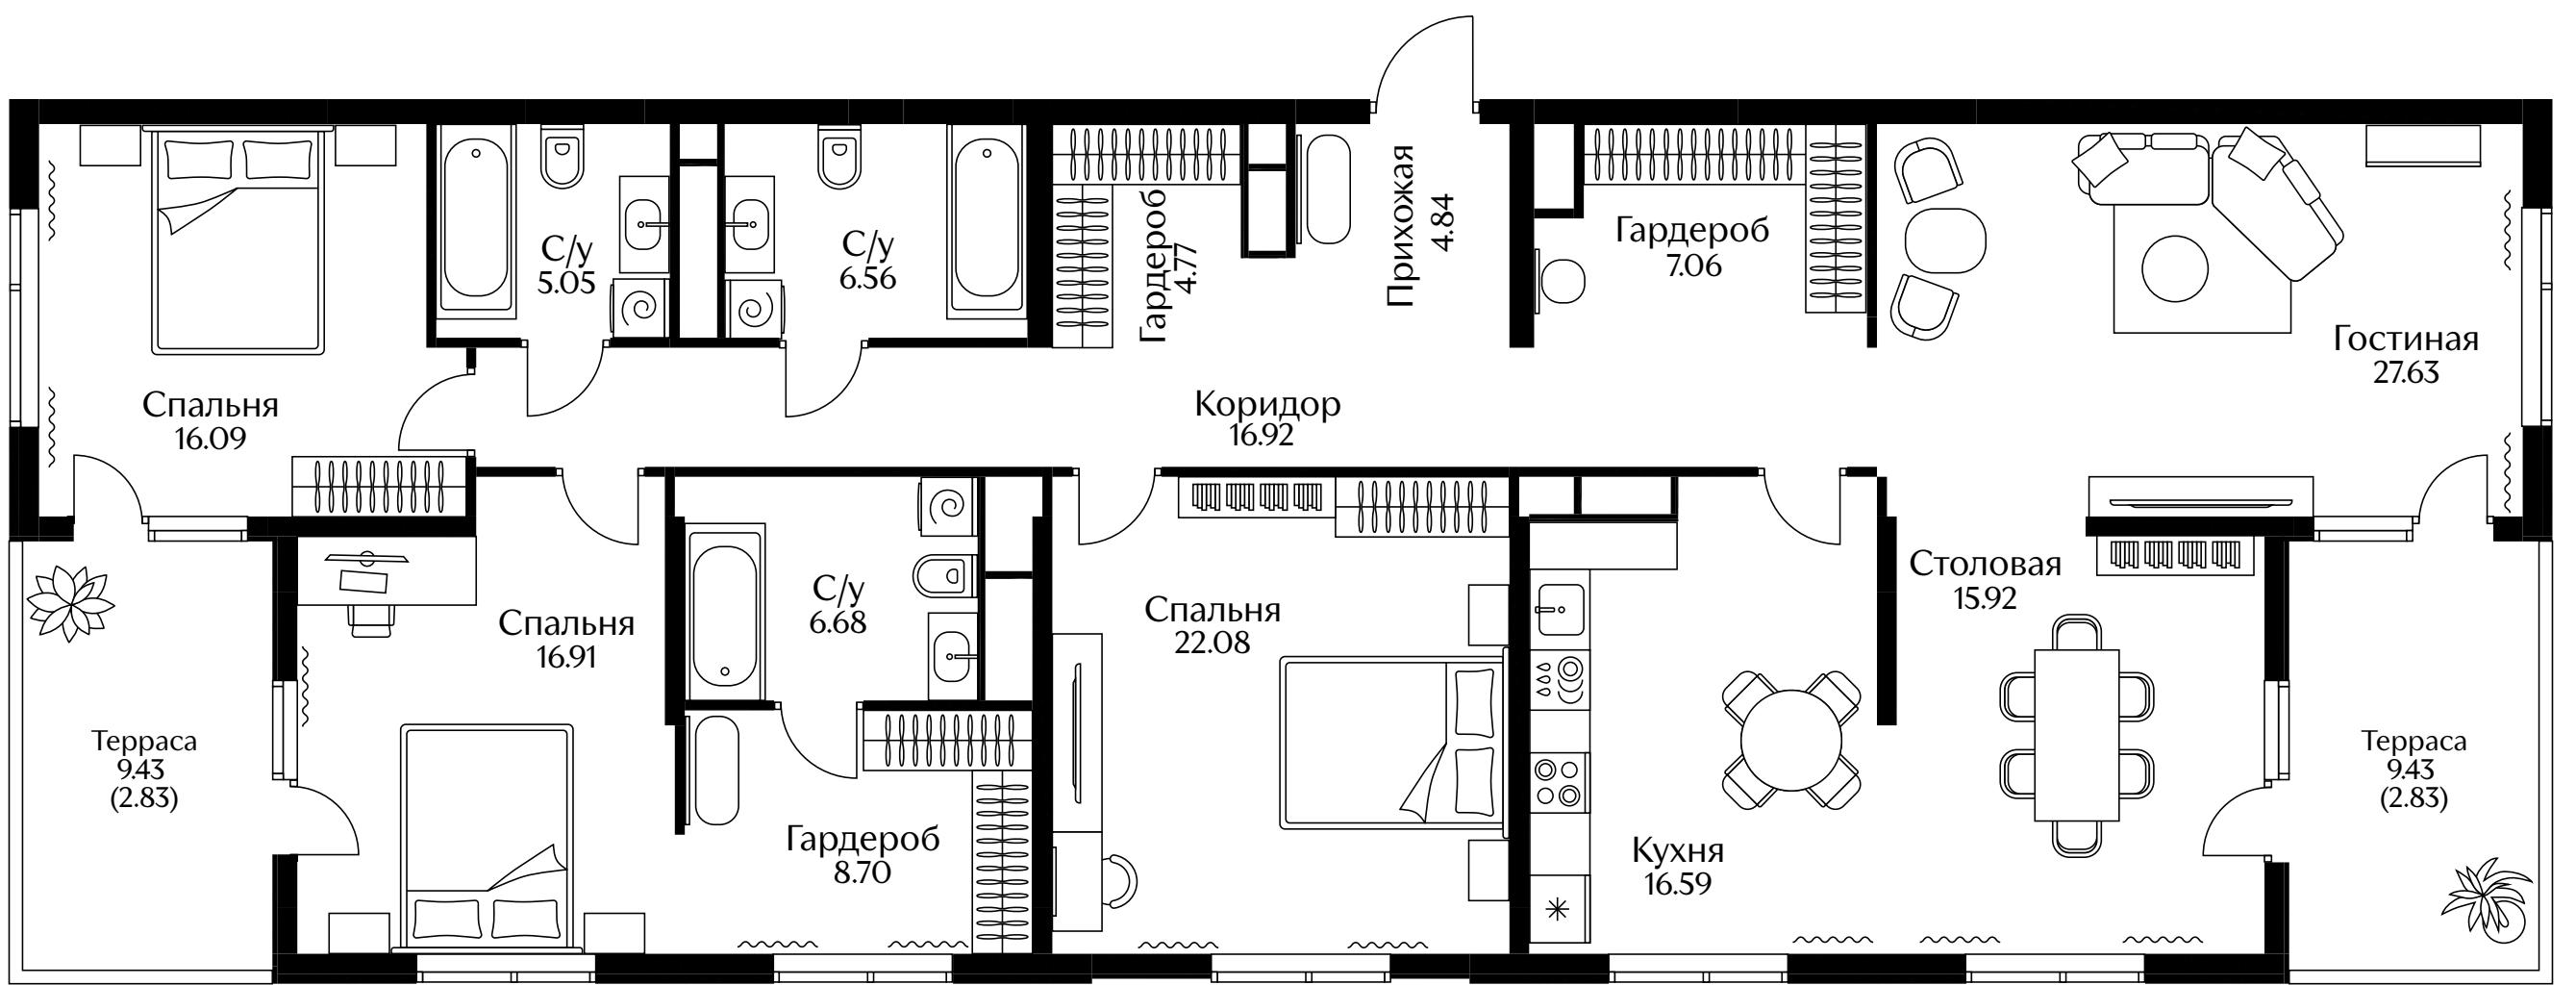 С/у
5.05
С/у
6.56
Гардероб
4.77
Прихожая
4.84
Гардероб
7.06
Гостиная
27.63
Спальня
16.09
Коридор
16.92
Спальня
16.91
С/у
6.68
Спальня
22.08
Столовая
15.92
Терраса
9.43
(2.83)
Гардероб
8.70
Кухня
16.59
Терраса
9.43
(2.83)